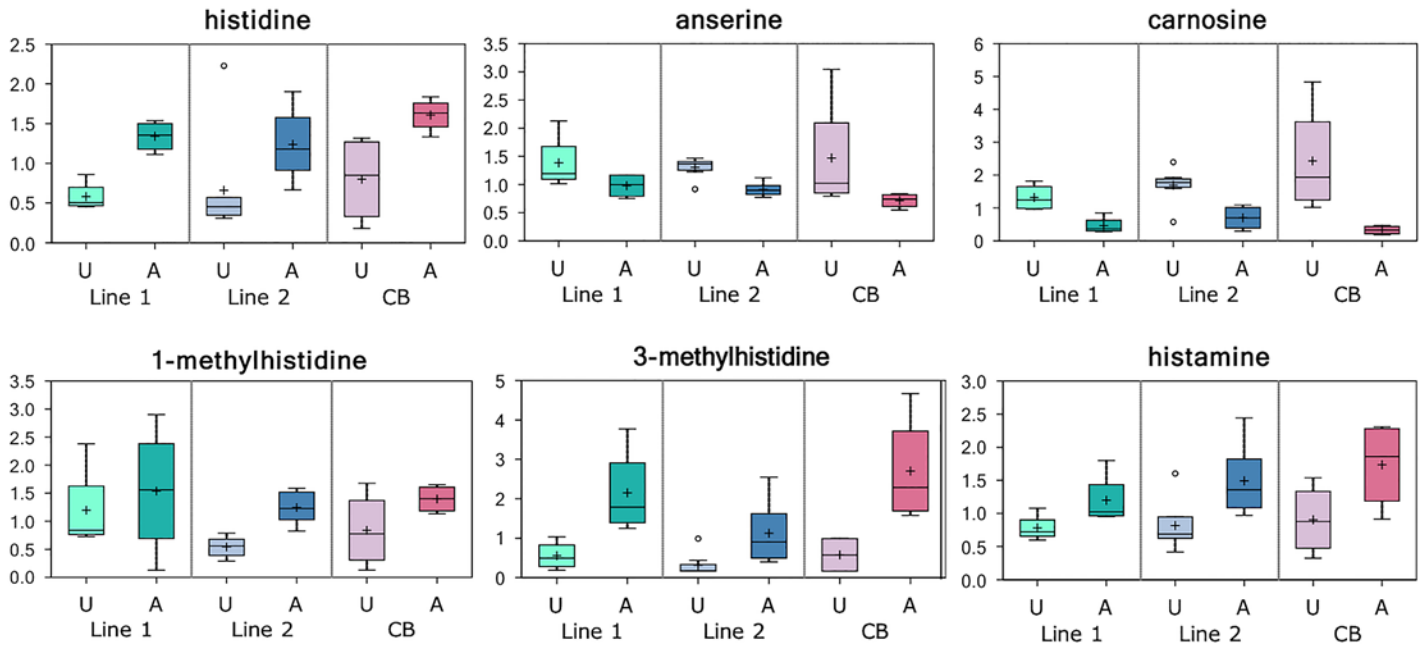 histidine
2.5
2.0
1.5
1.0
0.5
0.0
U A U A U A
Line 1 Line 2 CB
anserine
3.5
3.0
2.5
2.0
1.5
1.0
0.5
0.0
U A U A U A
Line 1 Line 2 CB
carnosine
6
5
4
3
2
1
0
U A U A U A
Line 1 Line 2 CB
1-methylhistidine
3.5
3.0
2.5
2.0
1.5
1.0
0.5
0.0
U A U A U A
Line 1 Line 2 CB
3-methylhistidine
5
4
3
2
1
0
U A U A U A
Line 1 Line 2 CB
histamine
3.0
2.5
2.0
1.5
1.0
0.5
0.0
U A U A U A
Line 1 Line 2 CB